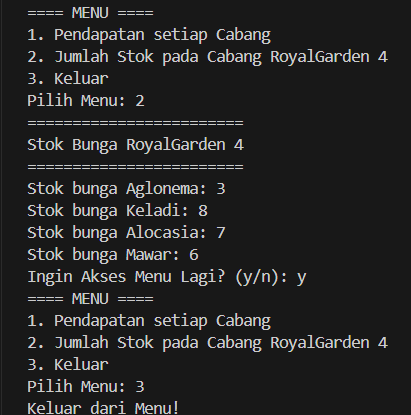 ==== MENU ====
1. Pendapatan setiap Cabang
2. Jumlah Stok pada Cabang RoyalGarden 4
3. Keluar
Pilih Menu: 2
========================
Stok Bunga RoyalGarden 4
========================
Stok bunga Aglonema: 3
Stok bunga Keladi: 8
Stok bunga Alocasia: 7
Stok bunga Mawar: 6
Ingin Akses Menu Lagi? (y/n): y
==== MENU ====
1. Pendapatan setiap Cabang
2. Jumlah Stok pada Cabang RoyalGarden 4
3. Keluar
Pilih Menu: 3
Keluar dari Menu!